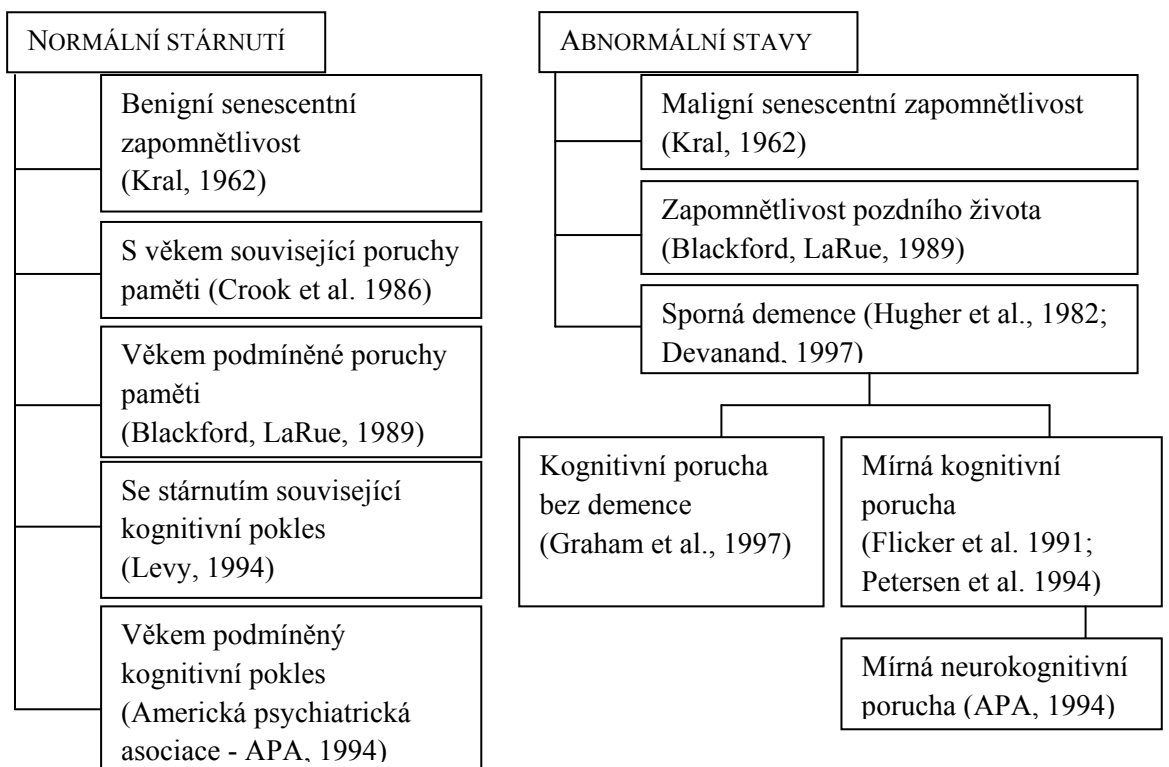 NORMÁLNÍ STÁRNUTÍ
Benigní senescentní
zapomnětlivost
(Kral, 1962)
S věkem související poruchy
paměti (Crook et al. 1986)
Věkem podmíněné poruchy
paměti
(Blackford, LaRue, 1989)
Se stárnutím související
kognitivní pokles
(Levy, 1994)
Věkem podmíněný
kognitivní pokles
(Americká psychiatrická
asociace - APA, 1994)
ABNORMÁLNÍ STAVY
Maligní senescentní zapomnětlivost
(Kral, 1962)
Zapomnětlivost pozdního života
(Blackford, LaRue, 1989)
Sporná demence (Hugher et al., 1982;
Devanand, 1997)
Kognitivní porucha
bez demence
(Graham et al., 1997)
Mírná kognitivní
porucha
(Flicker et al. 1991;
Petersen et al. 1994)
Mírná neurokognitivní
porucha (APA, 1994)